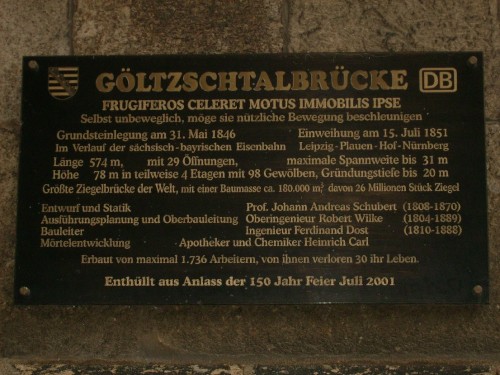 GÖLTZSCHTALBRÜCKE DB
FRUGIFEROS CELERET MOTUS IMMOBILIS IPSE
Selbst unbeweglich, möge sie nützliche Bewegung beschleunigen
Grundsteinlegung am 31. Mai 1846 Einweihung am 15. Juli 1851
Im Verlauf der sächsisch-bayrischen Eisenbahn Leipzig-Plauen-Hof-Nürnberg
Länge 574 m, mit 29 Öffnungen, maximale Spannweite bis 31 m
Höhe 78 m in teilweise 4 Etagen mit 98 Gewölben, Gründungstiefe bis 20 m
Größte Ziegelbrücke der Welt, mit einer Baumasse ca. 180.000 m³ davon 26 Millionen Stück Ziegel
Entwurf und Statik Prof. Johann Andreas Schubert (1808-1870)
Ausführungsplanung und Oberbauleitung Oberingenieur Robert Wilke (1804-1889)
Bauleiter Ingenieur Ferdinand Dost (1810-1888)
Mörtelentwicklung Apotheker und Chemiker Heinrich Carl
Erbaut von maximal 1.736 Arbeitern, von ihnen verloren 30 ihr Leben.
Enthüllt aus Anlass der 150 Jahr Feier Juli 2001